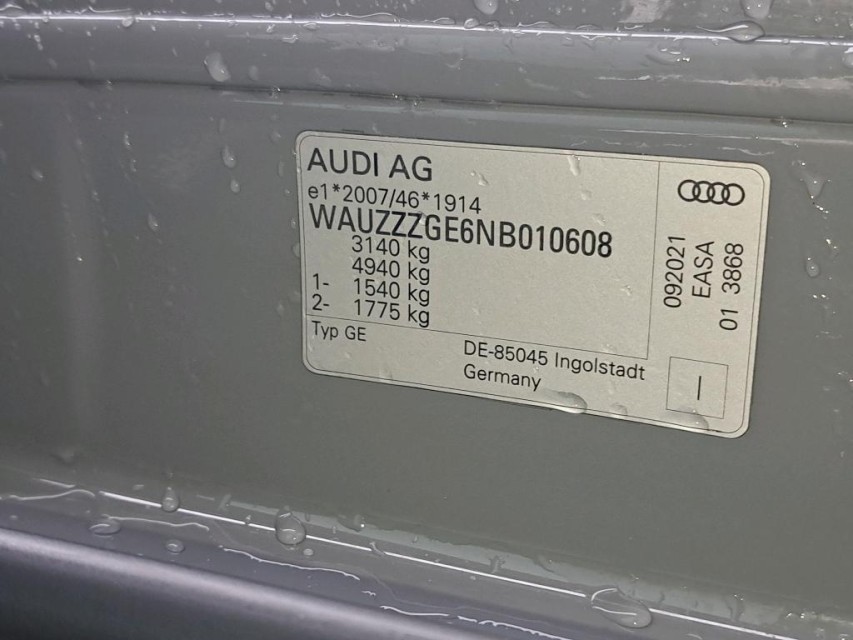 AUDI AG
e1*2007/46*1914
WAUZZZGE6NB010608
3140 kg
4940 kg
1- 1540 kg
2- 1775 kg
Typ GE
DE-85045 Ingolstadt
Germany
092021
EASA
01 3868
I